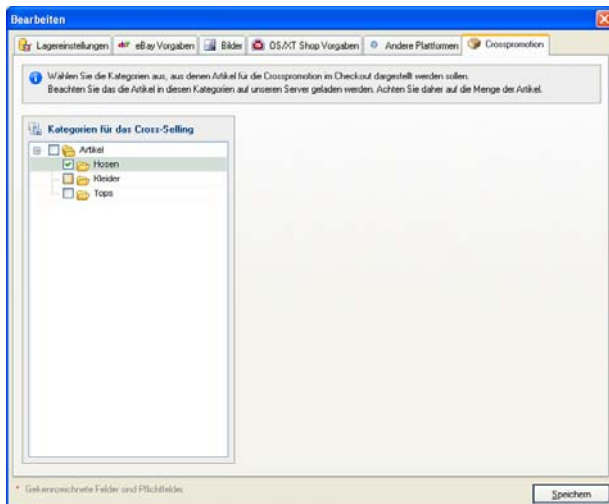 Bearbeiten
Lagereinstellungen
eBay Vorgaben
Bilder
OS/XT Shop Vorgaben
Andere Plattformen
Crosspromotion
Wählen Sie die Kategorien aus, aus denen Artikel für die Crosspromotion im Checkout dargestellt werden sollen.
Beachten Sie das die Artikel in diesen Kategorien auf unseren Server geladen werden. Achten Sie daher auf die Menge der Artikel.
Kategorien für das Cross-Selling
Artikel
Hosen
Kleider
Tops
* Gekennzeichnete Felder sind Pflichtfelder.
Speichern